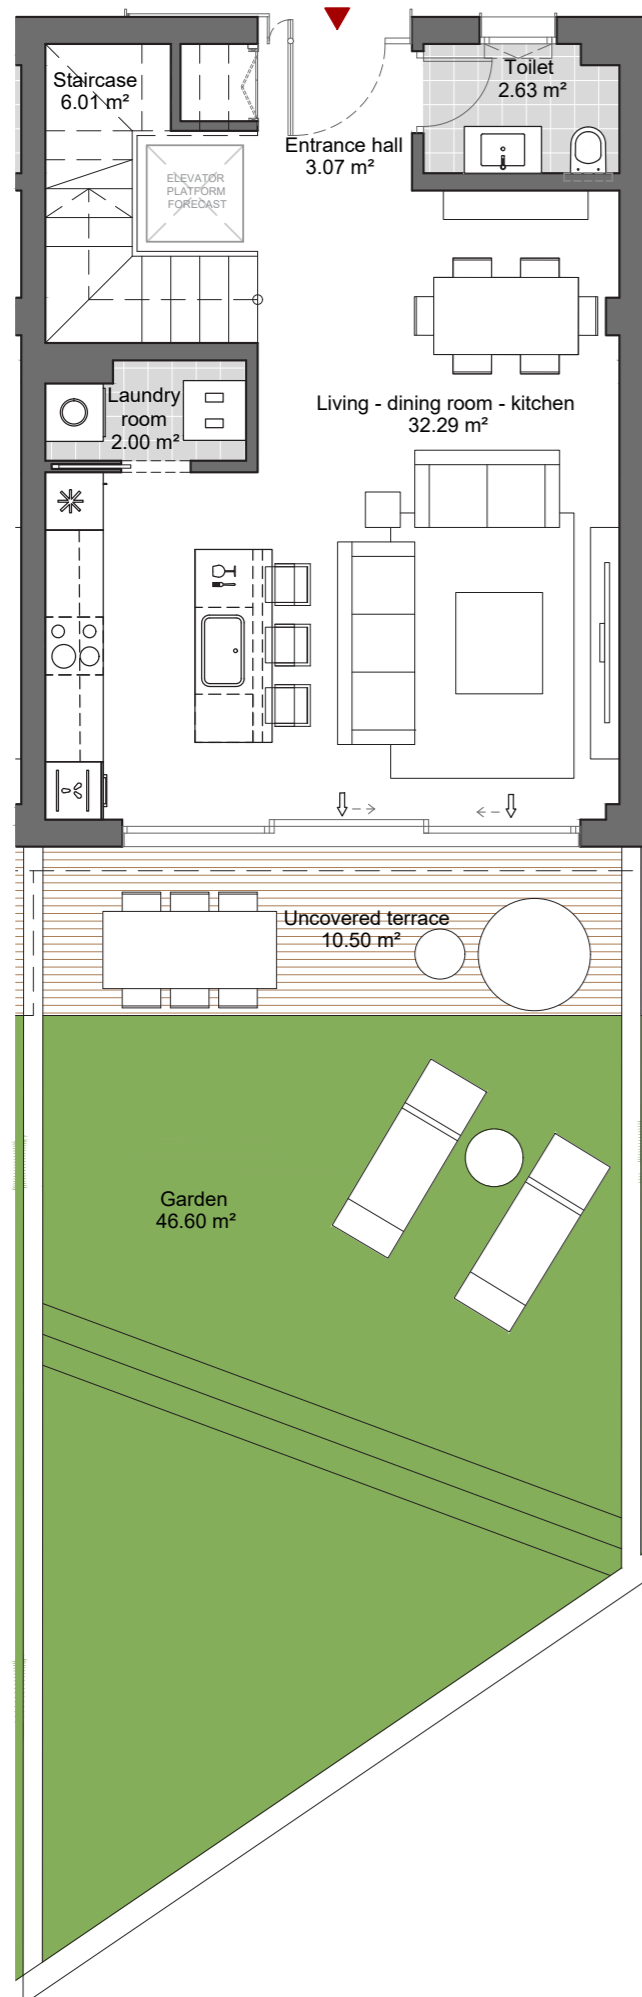 Staircase
6.01 m²
Toilet
2.63 m²
Entrance hall
3.07 m²
ELEVATOR
PLATFORM
FORECAST
Laundry
room
2.00 m²
Living - dining room - kitchen
32.29 m²
Uncovered terrace
10.50 m²
Garden
46.60 m²